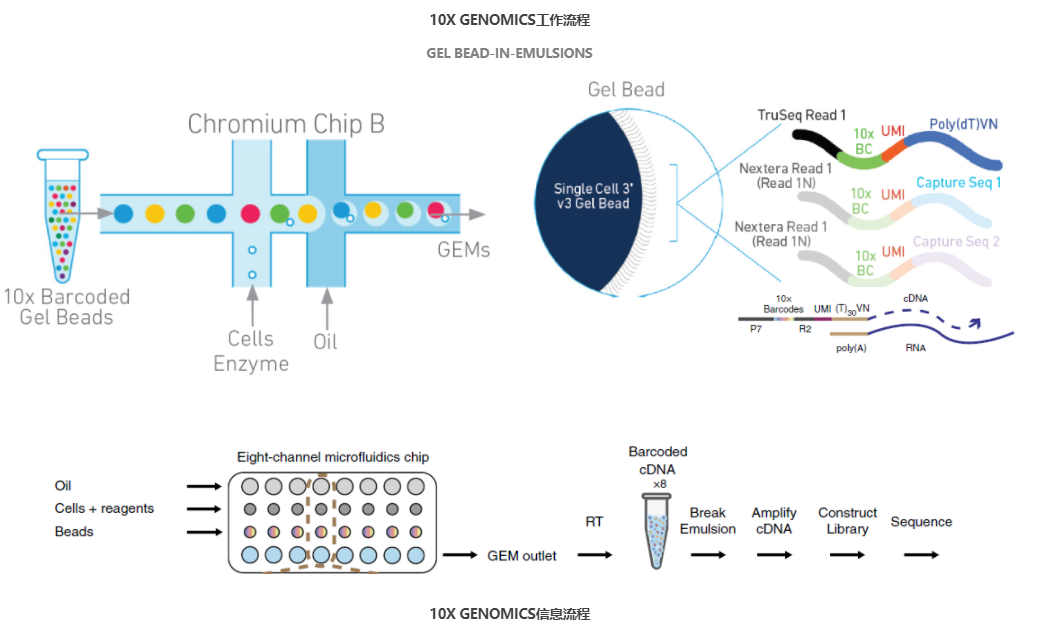 10X GENOMICS工作流程
GEL BEAD-IN-EMULSIONS
Chromium Chip B
10x Barcoded
Gel Beads
Cells
Enzyme
Oil
GEMs
Gel Bead
Single Cell 3'
v3 Gel Bead
TruSeq Read 1
10x
BC
UMI
Poly(dT)VN
Nextera Read 1
(Read 1N)
10x
BC
UMI
Capture Seq 1
Nextera Read 1
(Read 1N)
10x
BC
UMI
Capture Seq 2
10x
Barcodes
UMI
(T)30VN
cDNA
P7
R2
poly(A)
RNA
Eight-channel microfluidics chip
Oil
Cells + reagents
Beads
GEM outlet
RT
Barcoded
cDNA
×8
Break
Emulsion
Amplify
cDNA
Construct
Library
Sequence
10X GENOMICS信息流程